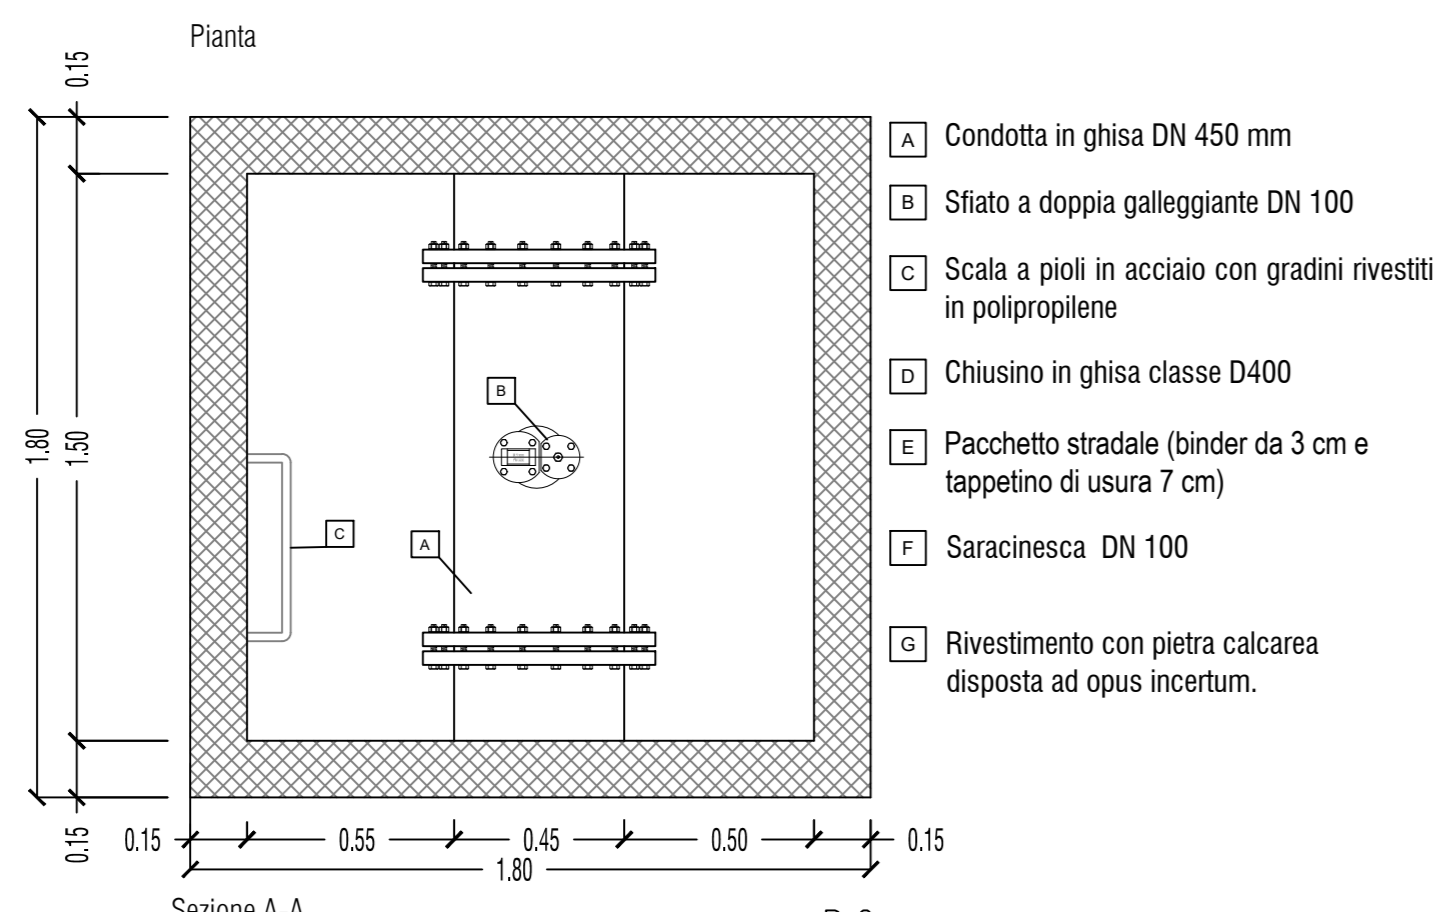 Pianta
0.15
1.80
1.50
0.15
A Condotta in ghisa DN 450 mm
B Sfiato a doppia galleggiante DN 100
C Scala a pioli in acciaio con gradini rivestiti
in polipropilene
D Chiusino in ghisa classe D400
E Pacchetto stradale (binder da 3 cm e
tappetino di usura 7 cm)
F Saracinesca DN 100
G Rivestimento con pietra calcarea
disposta ad opus incertum.
B
C
A
0.15 0.55 0.45 0.50 0.15
1.80
Sezione A-A